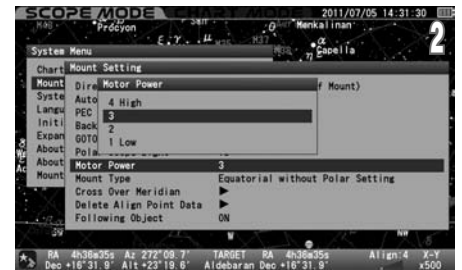 SCOPE MODE CHART MODE 2011/07/05 14:31:30
2
Procyon Menkalinan
Capella
System Menu
Chart Mount Setting
Mount Dire Motor Power f Mount)
Syste Auto 4 High
Langu PEC 3
Initi Back 2
Expan GOTO 1 Low
About Pola
About Motor Power 3
Mount Mount Type Equatorial without Polar Setting
Cross Over Meridian ▶
Delete Align Point Data ▶
Following Object ON
W NW
RA 4h36m35s Az 272°09.7' TARGET RA 4h36m35s Align:4 X-Y
Dec +16°31.9' Alt +23°19.6' Aldebaran Dec +16°31.9' x500